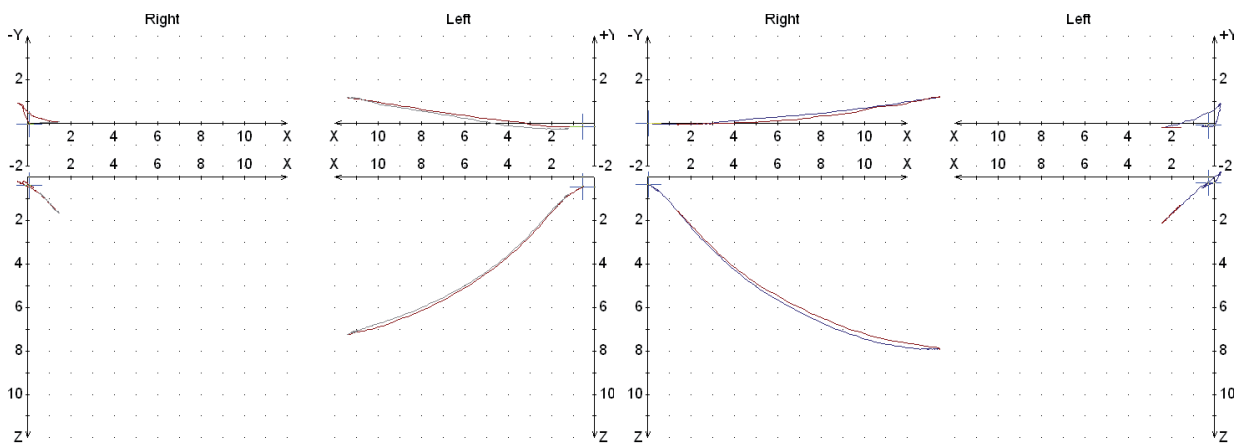 Right Left Right Left
-Y +Y -Y +Y
2 2 2 2
2 4 6 8 10 X X 10 8 6 4 2 2 4 6 8 10 X X 10 8 6 4 2
-2 2 4 6 8 10 X X 10 8 6 4 2 -2 -2 2 4 6 8 10 X X 10 8 6 4 2 -2
2 2 2 2
4 4 4 4
6 6 6 6
8 8 8 8
10 10 10 10
Z Z Z Z